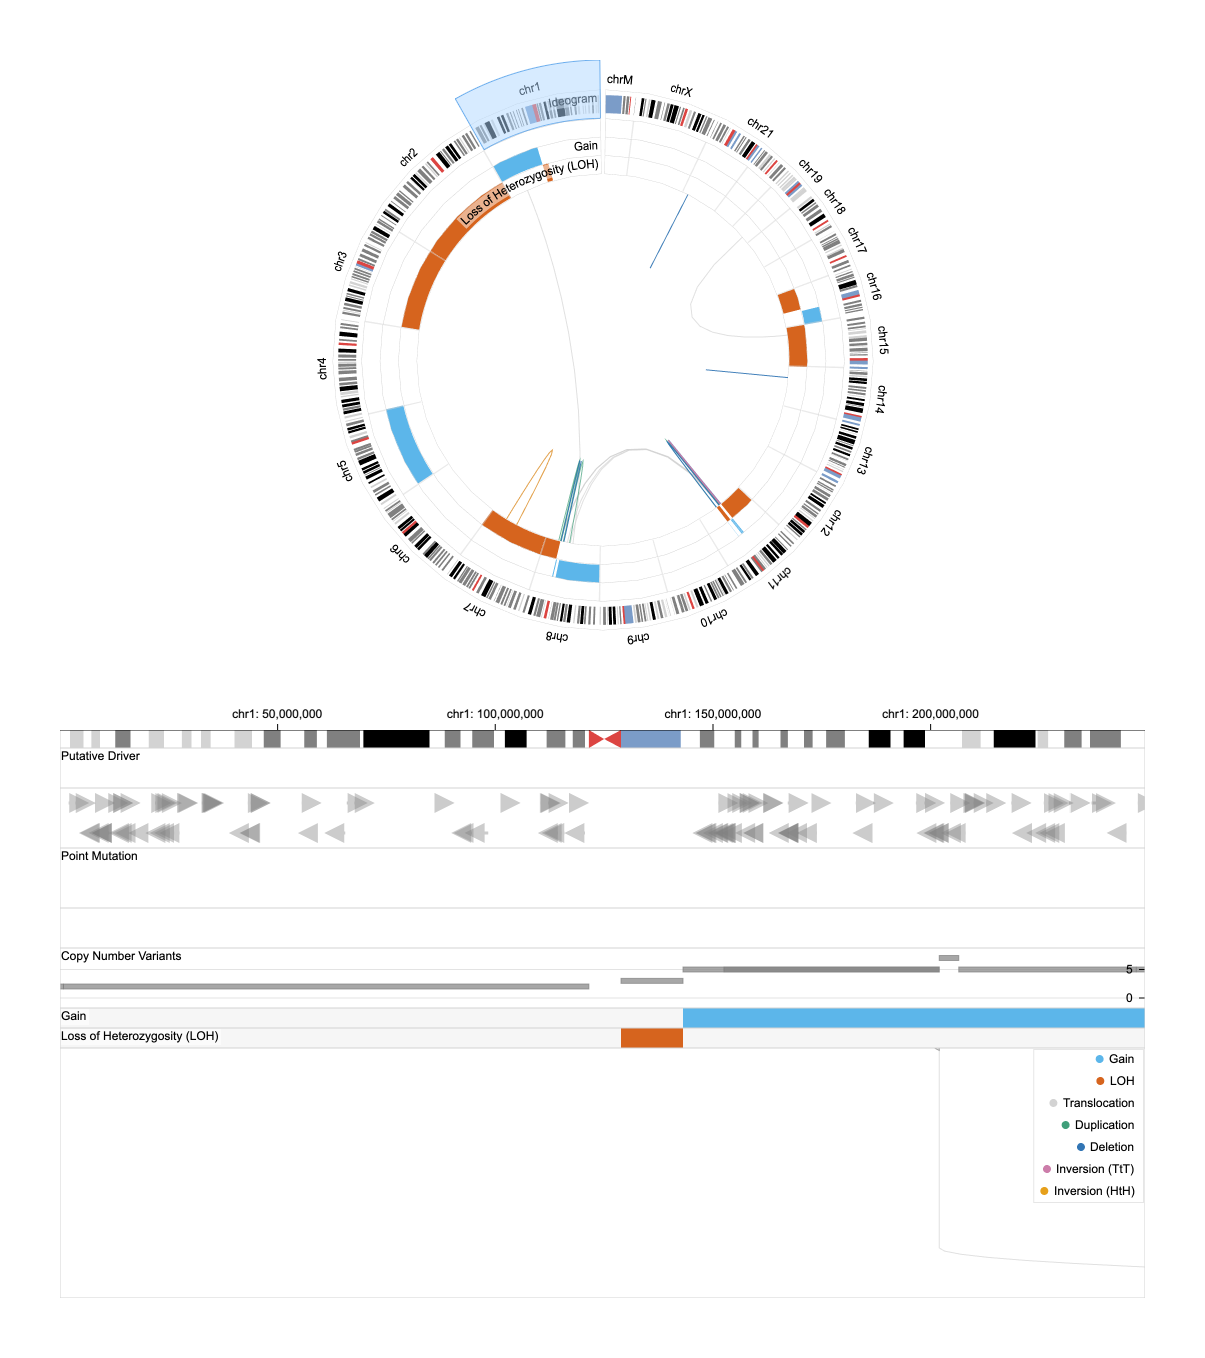 chrM
chrX
chr1
Ideogram
chr21
chr2
Gain
chr19
Loss of Heterozygosity (LOH)
chr18
chr17
chr3
chr16
chr15
chr4
chr14
chr5
chr13
chr12
chr6
chr11
chr7
chr10
chr8
chr9
chr1: 50,000,000
chr1: 100,000,000
chr1: 150,000,000
chr1: 200,000,000
Putative Driver
Point Mutation
Copy Number Variants
5
0
Gain
Loss of Heterozygosity (LOH)
Gain
LOH
Translocation
Duplication
Deletion
Inversion (TtT)
Inversion (HtH)